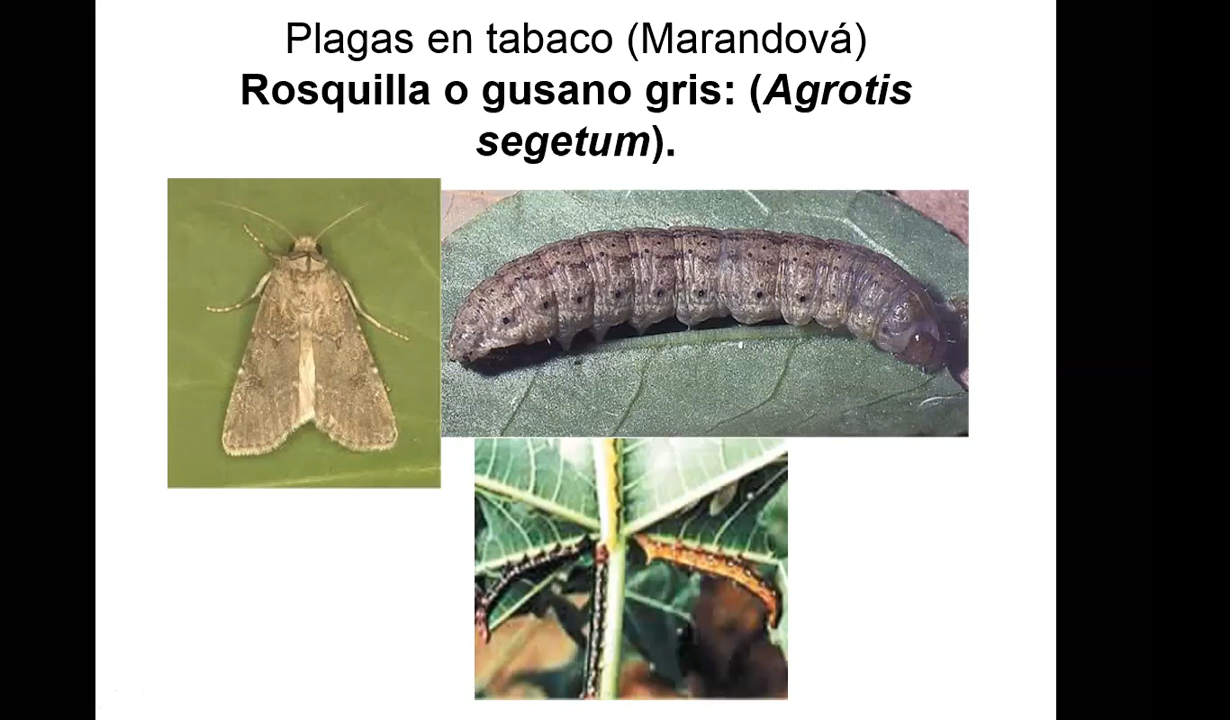 Plagas en tabaco (Marandová)
Rosquilla o gusano gris: (Agrotis
segetum).